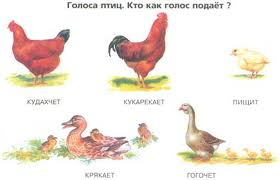 Голоса птиц. Кто как голос подаёт ?
КУДАХЧЕТ КУКАРЕКАЕТ ПИЩИТ
КРЯКАЕТ ГОГОЧЕТ